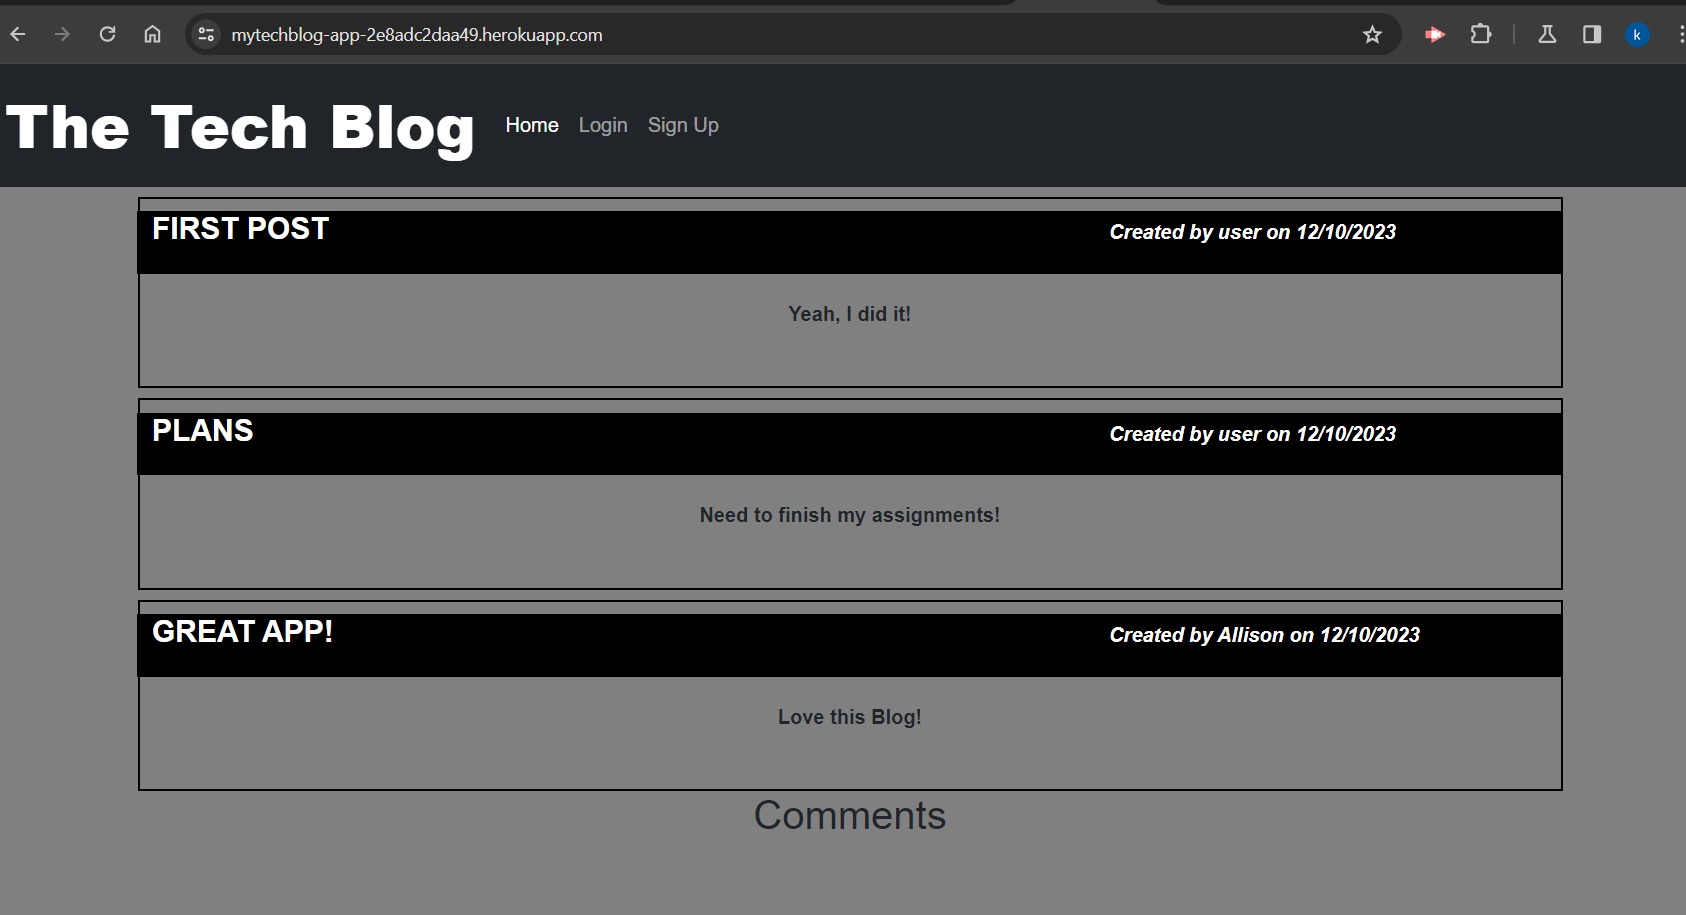 mytechblog-app-2e8adc2daa49.herokuapp.com
k
The Tech Blog Home Login Sign Up
FIRST POST Created by user on 12/10/2023
Yeah, I did it!
PLANS Created by user on 12/10/2023
Need to finish my assignments!
GREAT APP! Created by Allison on 12/10/2023
Love this Blog!
Comments